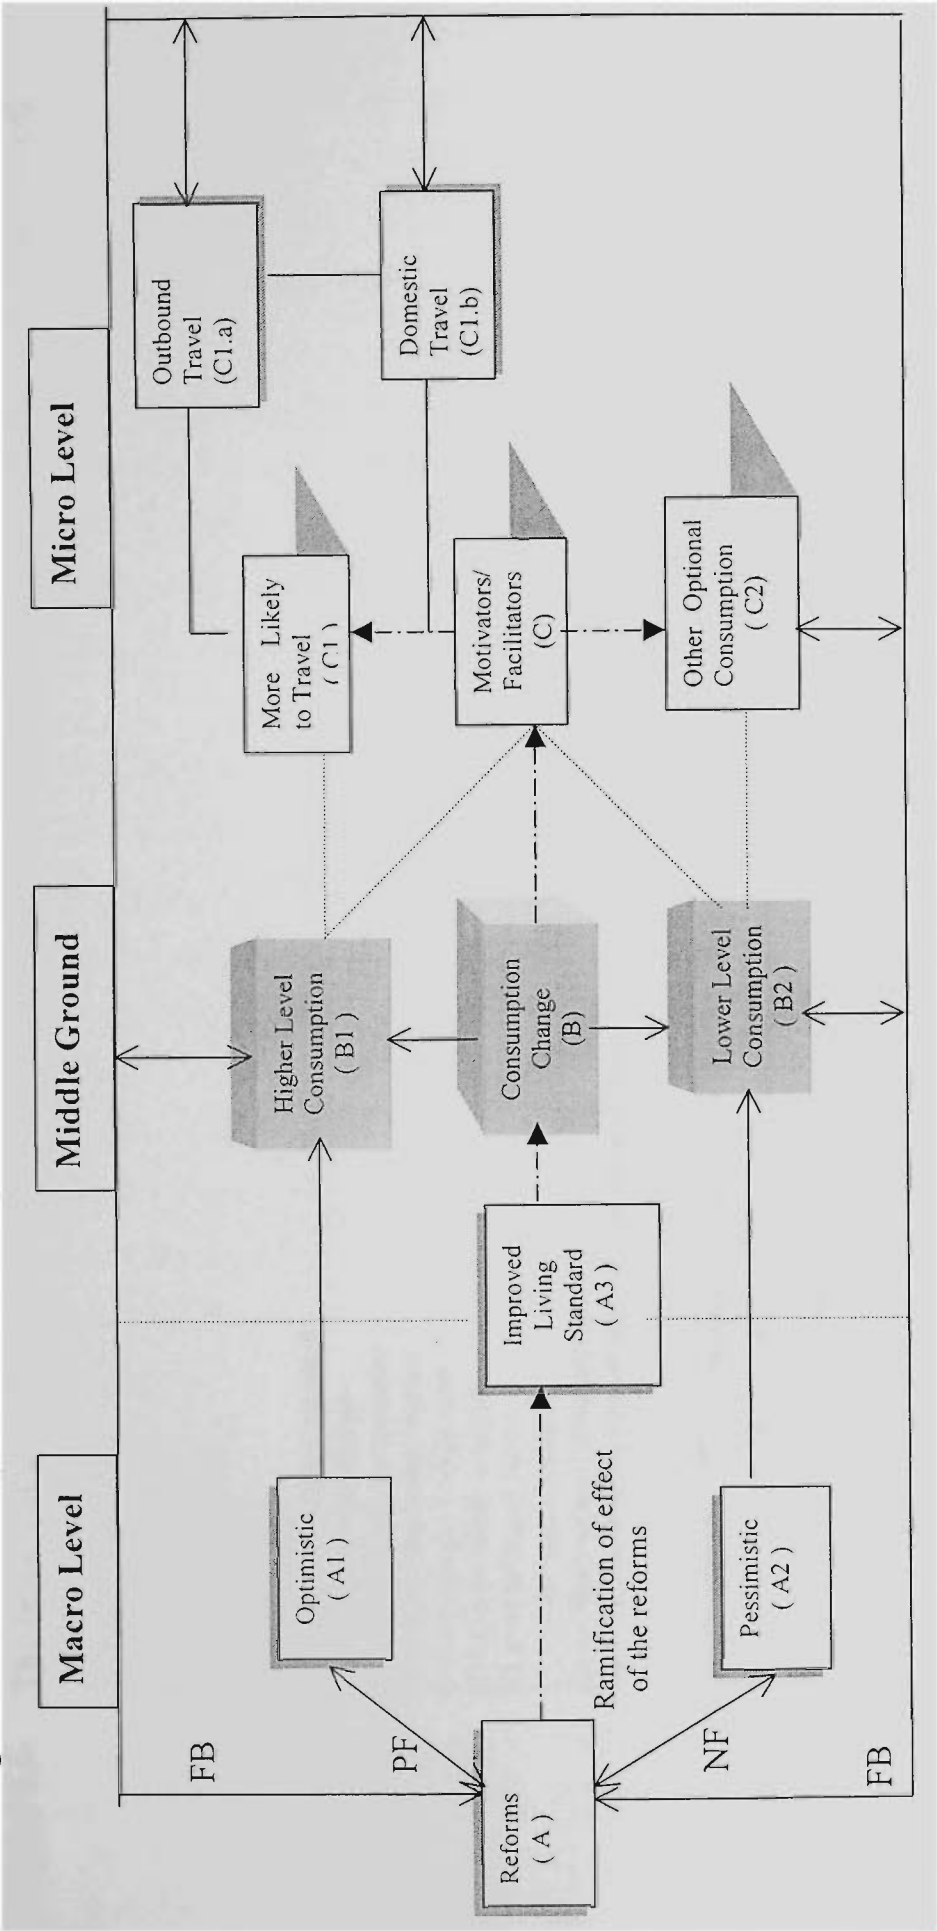 Macro Level
Middle Ground
Micro Level
FB
PF
NF
FB
Reforms
( A )
Optimistic
( A1 )
Pessimistic
( A2 )
Ramification of effect
of the reforms
Improved
Living
Standard
( A3 )
Higher Level
Consumption
( B1 )
Consumption
Change
(B)
Lower Level
Consumption
( B2 )
More Likely
to Travel
( C1 )
Motivators/
Facilitators
(C)
Other Optional
Consumption
( C2)
Outbound
Travel
(C1.a)
Domestic
Travel
(C1.b)